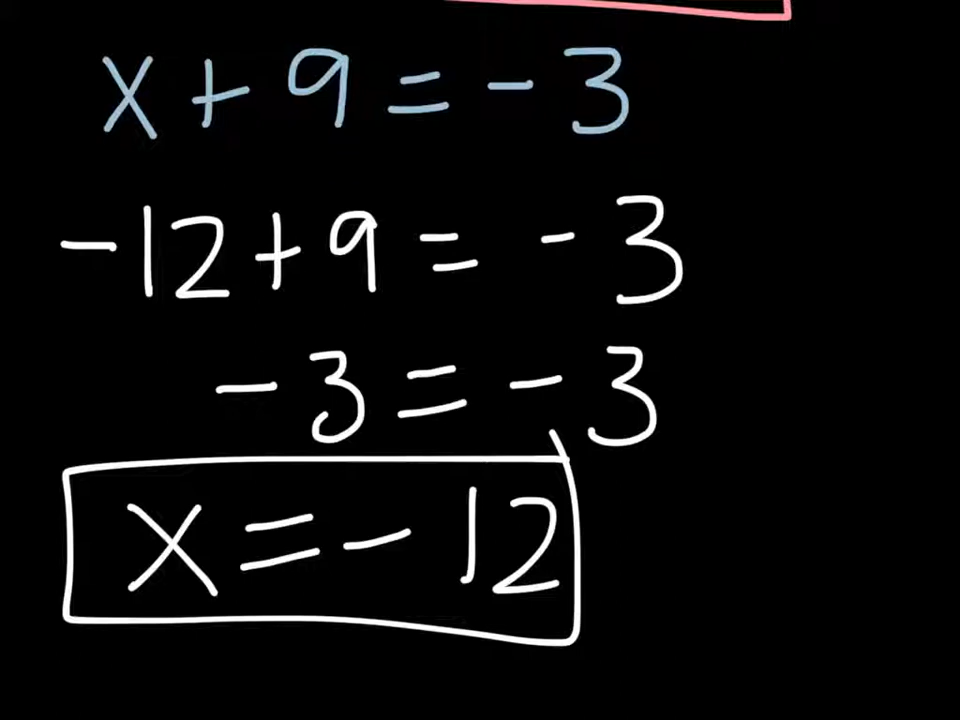 x + 9 = -3
-12 + 9 = -3
-3 = -3
x = -12